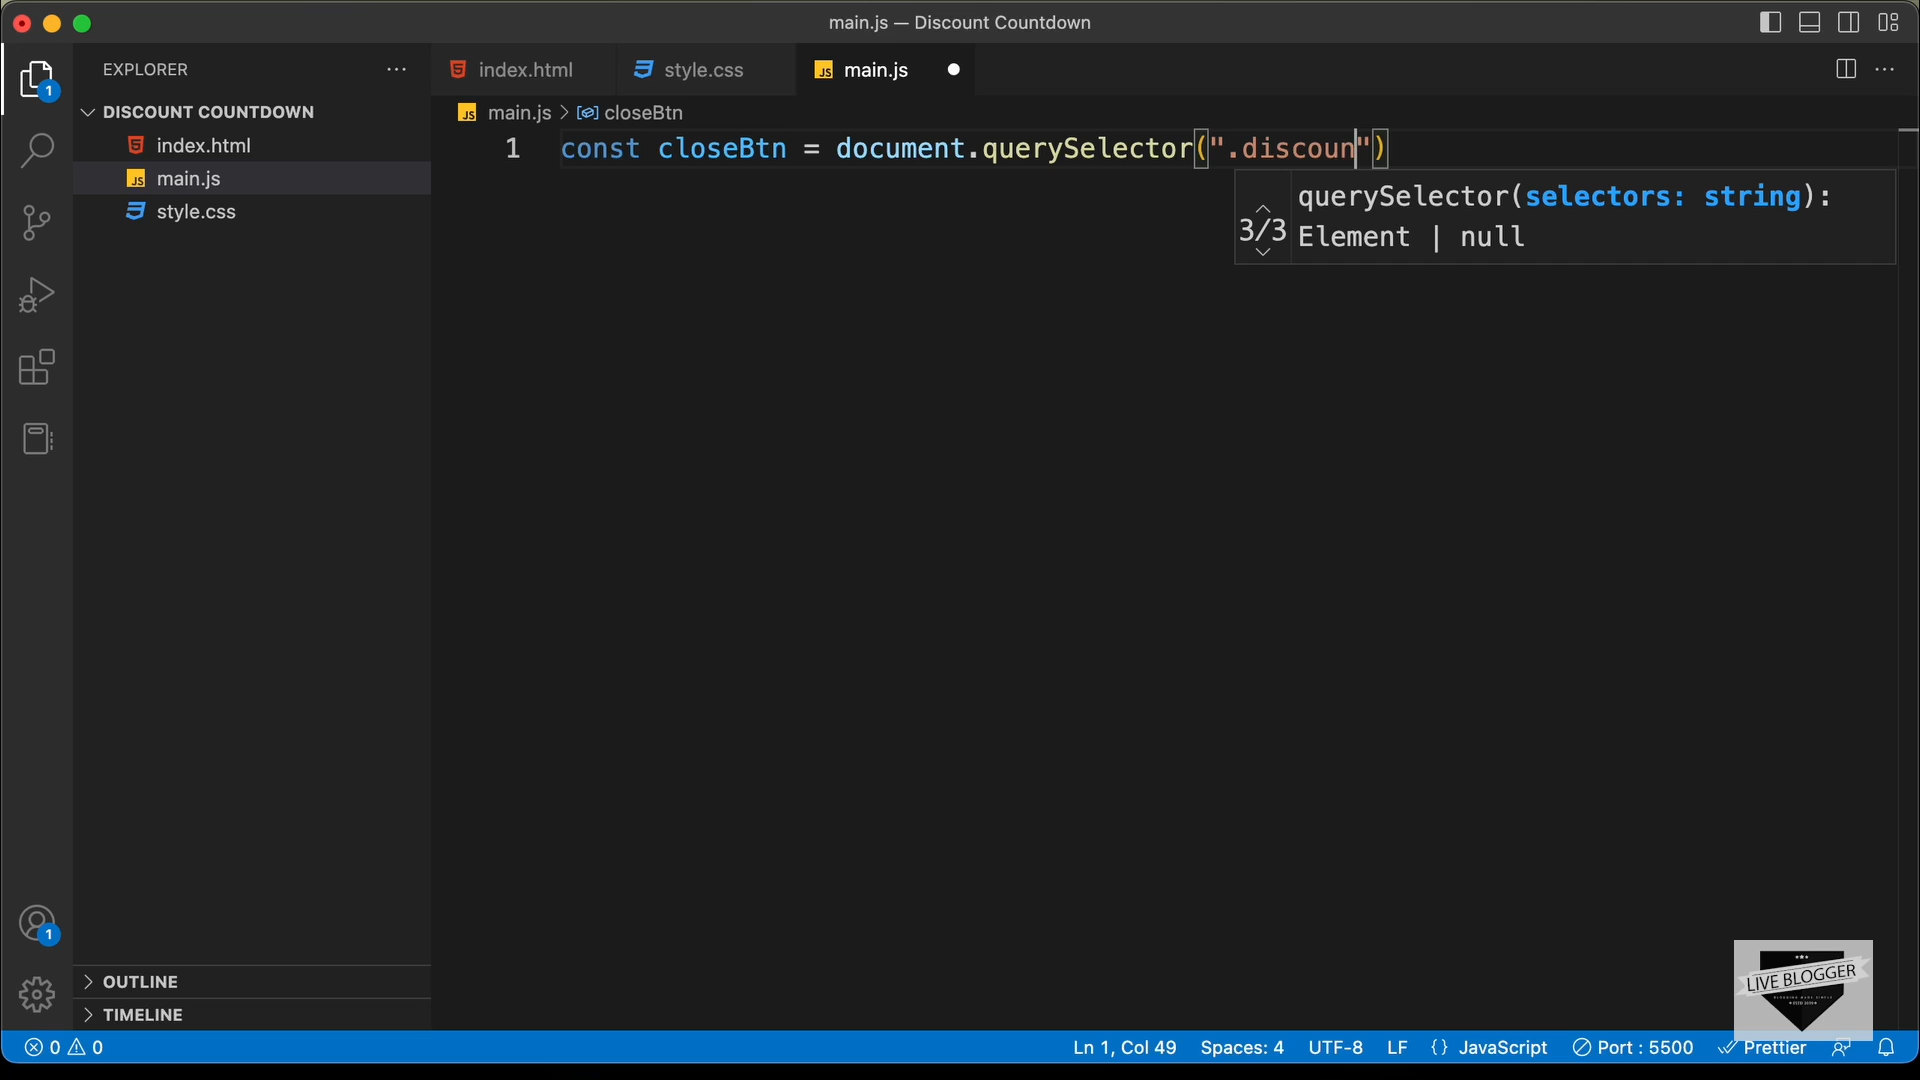 main.js — Discount Countdown
EXPLORER
index.html
style.css
main.js
DISCOUNT COUNTDOWN
index.html
main.js
style.css
main.js > closeBtn
1 const closeBtn = document.querySelector(".discoun")
3/3
querySelector(selectors: string):
Element | null
1
1
OUTLINE
TIMELINE
LIVE BLOGGER
0 0
Ln 1, Col 49 Spaces: 4 UTF-8 LF {} JavaScript Port : 5500 Prettier